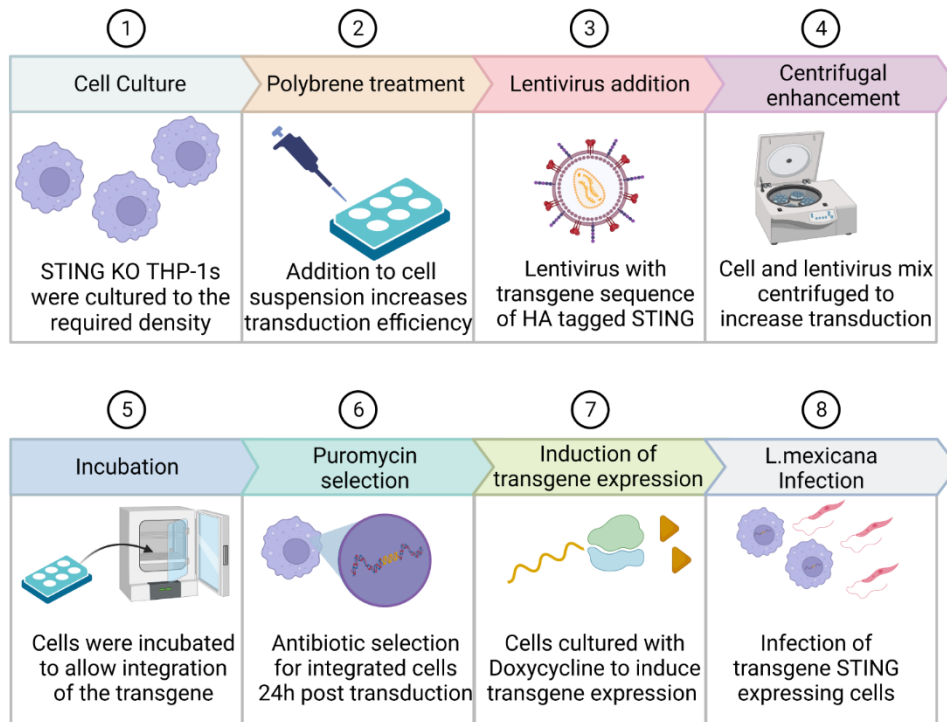 1
Cell Culture
STING KO THP-1s
were cultured to the
required density
2
Polybrene treatment
Addition to cell
suspension increases
transduction efficiency
3
Lentivirus addition
Lentivirus with
transgene sequence
of HA tagged STING
4
Centrifugal
enhancement
Cell and lentivirus mix
centrifuged to
increase transduction
5
Incubation
Cells were incubated
to allow integration
of the transgene
6
Puromycin
selection
Antibiotic selection
for integrated cells
24h post transduction
7
Induction of
transgene expression
Cells cultured with
Doxycycline to induce
transgene expression
8
L.mexicana
Infection
Infection of
transgene STING
expressing cells